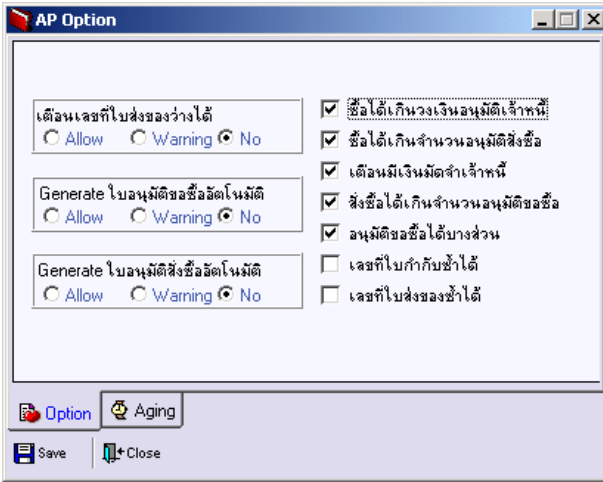 AP Option
เตือนเลขที่ใบส่งของว่างได้
Allow Warning No
Generate ใบอนุมัติขอซื้ออัตโนมัติ
Allow Warning No
Generate ใบอนุมัติสั่งซื้ออัตโนมัติ
Allow Warning No
ซื้อได้เกินวงเงินอนุมัติเจ้าหนี้
ซื้อได้เกินจำนวนอนุมัติสั่งซื้อ
เตือนมีเงินมัดจำเจ้าหนี้
สั่งซื้อได้เกินจำนวนอนุมัติขอซื้อ
อนุมัติขอซื้อได้บางส่วน
เลขที่ใบกำกับซ้ำได้
เลขที่ใบส่งของซ้ำได้
Option Aging
Save Close